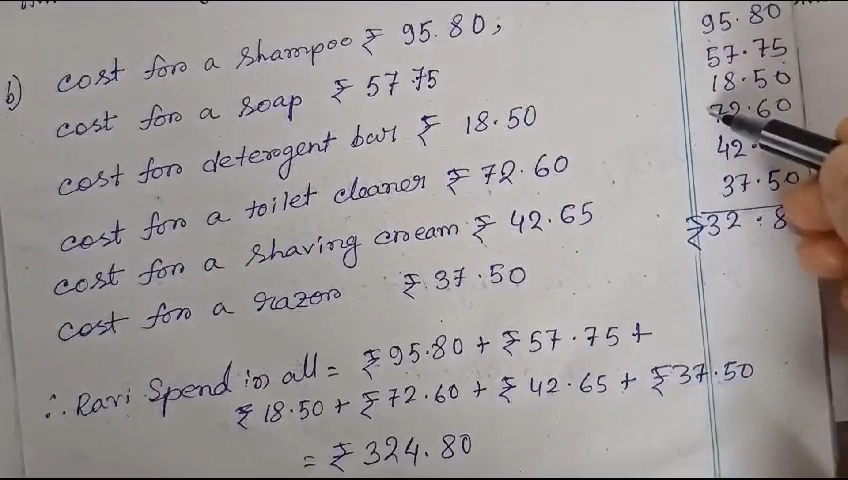 b) cost for a shampoo ₹ 95.80,
cost for a soap ₹ 57.75
cost for detergent bar ₹ 18.50
cost for a toilet cleaner ₹ 72.60
cost for a shaving cream ₹ 42.65
cost for a razor ₹ 37.50
∴ Ravi Spend in all = ₹ 95.80 + ₹ 57.75 +
₹ 18.50 + ₹ 72.60 + ₹ 42.65 + ₹ 37.50
= ₹ 324.80
95.80
57.75
18.50
72.60
42.
37.50